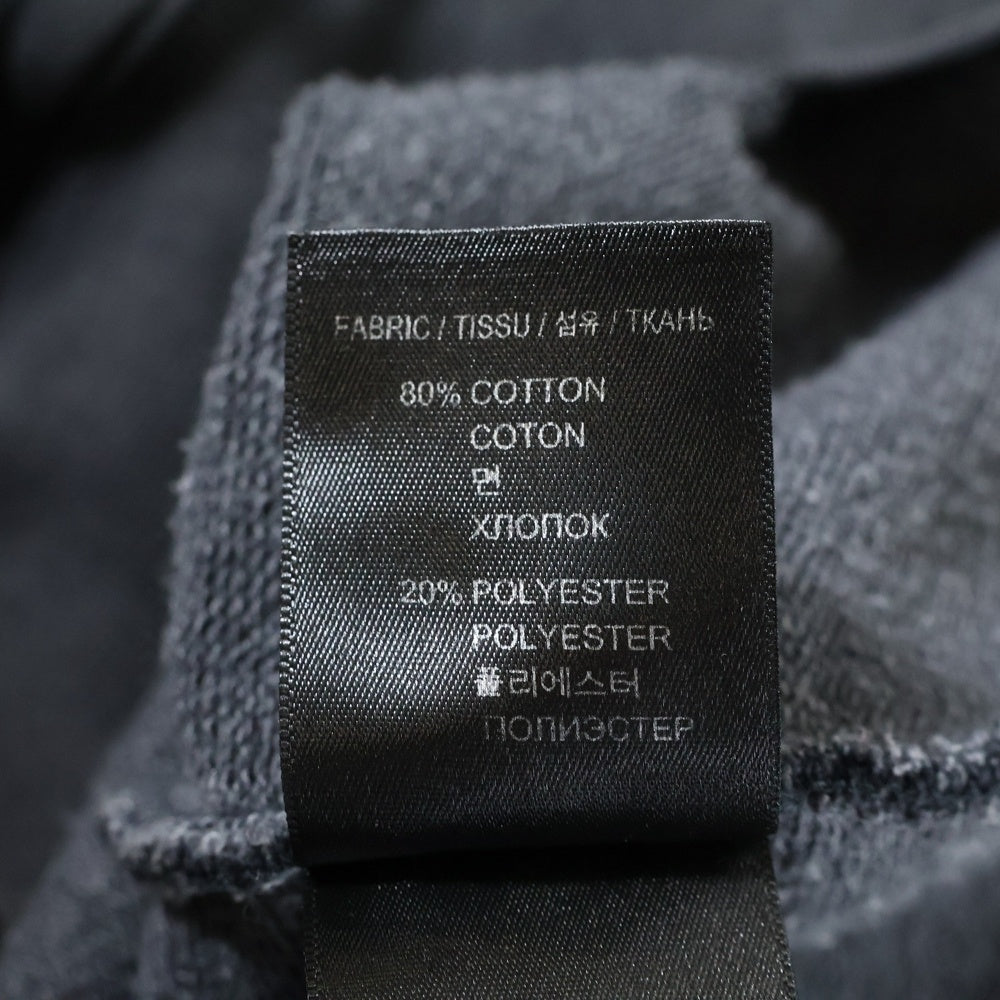 FABRIC / TISSU / 섬유 / ТКАНЬ
80% COTTON
COTON
면
ХЛОПОК
20% POLYESTER
POLYESTER
폴리에스터
ПОЛИЭСТЕР